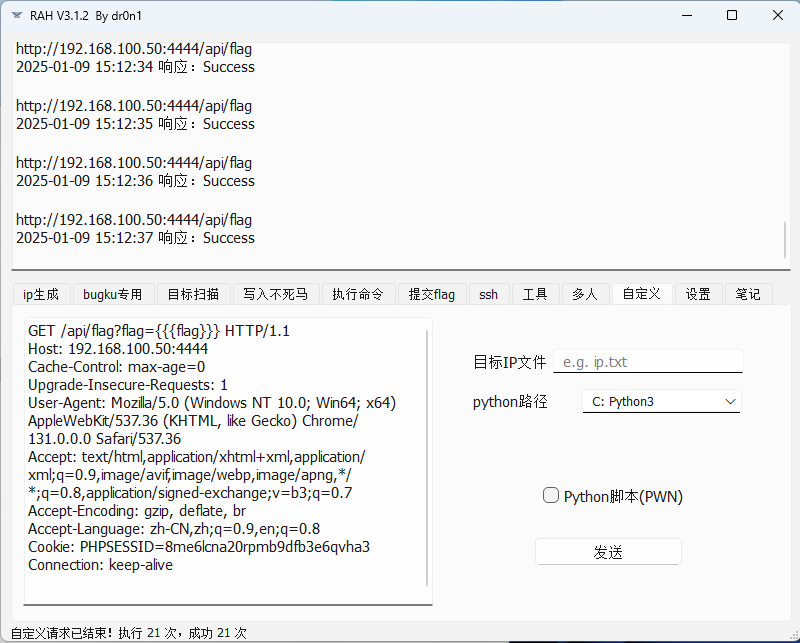 RAH V3.1.2 By dr0n1
http://192.168.100.50:4444/api/flag
2025-01-09 15:12:34 响应：Success
http://192.168.100.50:4444/api/flag
2025-01-09 15:12:35 响应：Success
http://192.168.100.50:4444/api/flag
2025-01-09 15:12:36 响应：Success
http://192.168.100.50:4444/api/flag
2025-01-09 15:12:37 响应：Success
ip生成 bugku专用 目标扫描 写入不死马 执行命令 提交flag ssh 工具 多人 自定义 设置 笔记
GET /api/flag?flag={{{flag}}} HTTP/1.1
Host: 192.168.100.50:4444
Cache-Control: max-age=0
Upgrade-Insecure-Requests: 1
User-Agent: Mozilla/5.0 (Windows NT 10.0; Win64; x64)
AppleWebKit/537.36 (KHTML, like Gecko) Chrome/
131.0.0.0 Safari/537.36
Accept: text/html,application/xhtml+xml,application/
xml;q=0.9,image/avif,image/webp,image/apng,*/
*;q=0.8,application/signed-exchange;v=b3;q=0.7
Accept-Encoding: gzip, deflate, br
Accept-Language: zh-CN,zh;q=0.9,en;q=0.8
Cookie: PHPSESSID=8me6lcna20rpmb9dfb3e6qvha3
Connection: keep-alive
目标IP文件 e.g. ip.txt
python路径 C: Python3
Python脚本(PWN)
发送
自定义请求已结束！执行 21 次，成功 21 次